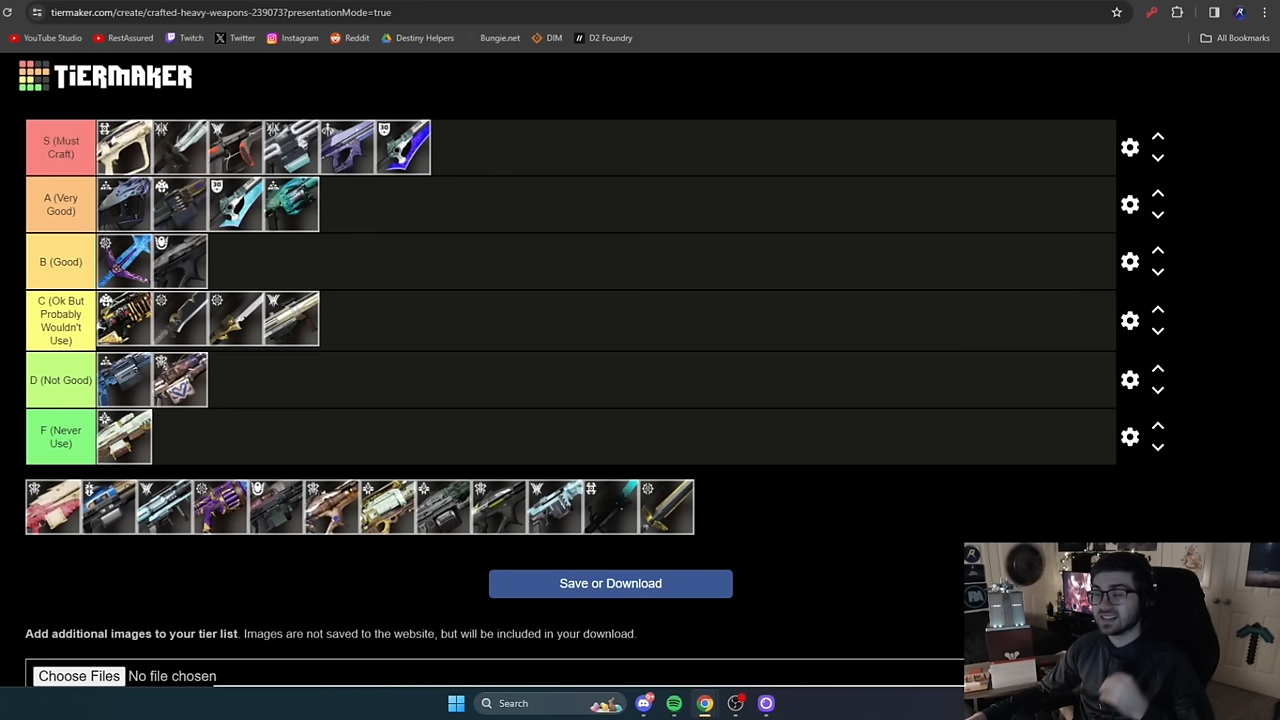 tiermaker.com/create/crafted-heavy-weapons-239073?presentationMode=true
YouTube Studio RestAssured Twitch Twitter Instagram Reddit Destiny Helpers Bungie.net DIM D2 Foundry All Bookmarks
TiERMAKER
S (Must
Craft)
A (Very
Good)
B (Good)
C (Ok But
Probably
Wouldn't
Use)
D (Not Good)
F (Never
Use)
Save or Download
Add additional images to your tier list. Images are not saved to the website, but will be included in your download.
Choose Files No file chosen
Search